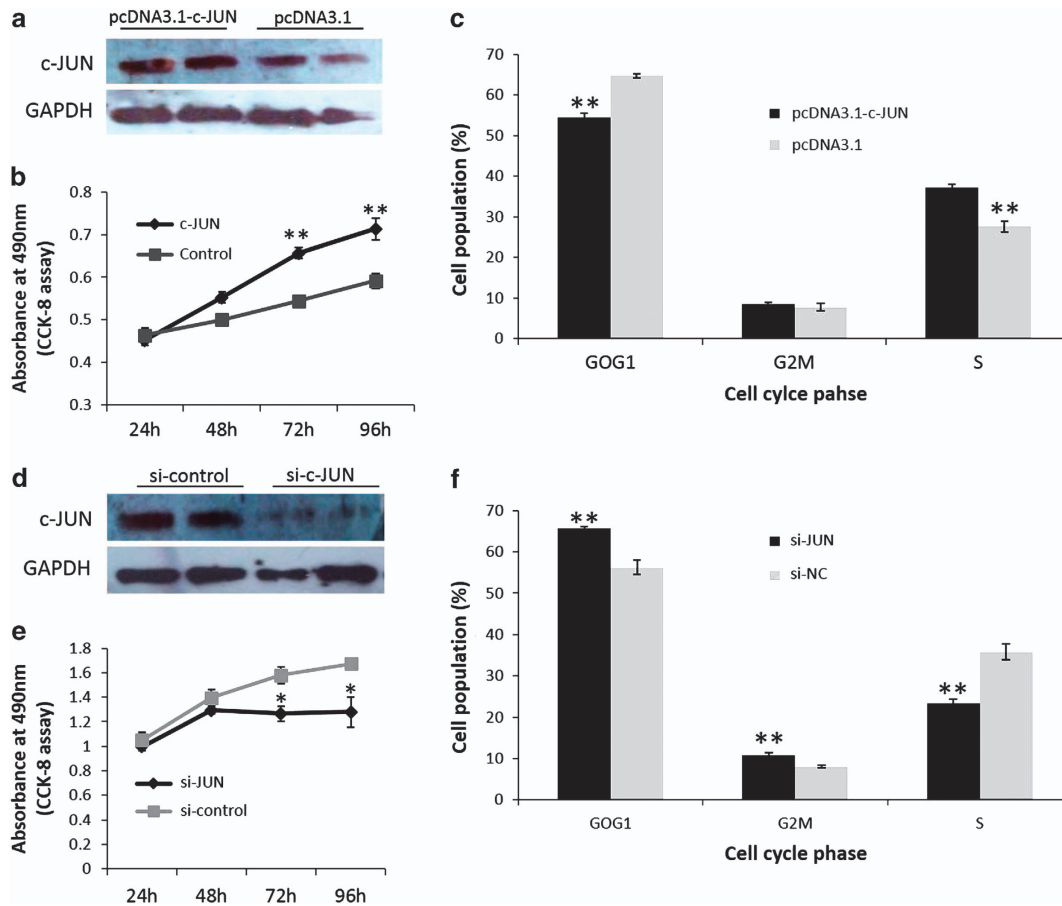 a
pcDNA3.1-c-JUN pcDNA3.1
c-JUN
GAPDH
b
Absorbance at 490nm
(CCK-8 assay)
0.8
0.7
0.6
0.5
0.4
0.3
c-JUN
Control
**
**
24h 48h 72h 96h
c
Cell population (%)
70
60
50
40
30
20
10
0
**
**
pcDNA3.1-c-JUN
pcDNA3.1
GOG1 G2M S
Cell cylce pahse
d
si-control si-c-JUN
c-JUN
GAPDH
e
Absorbance at 490nm
(CCK-8 assay)
1.8
1.6
1.4
1.2
1
0.8
0.6
0.4
0.2
0
*
*
si-JUN
si-control
24h 48h 72h 96h
f
Cell population (%)
70
60
50
40
30
20
10
0
**
**
**
si-JUN
si-NC
GOG1 G2M S
Cell cycle phase